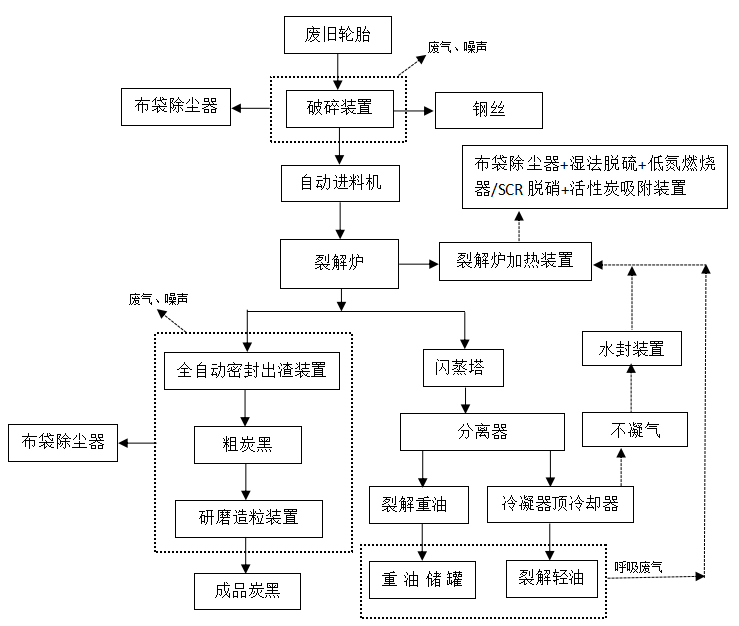 废旧轮胎
废气、噪声
布袋除尘器
破碎装置
钢丝
自动进料机
布袋除尘器+湿法脱硫+低氮燃烧
器/SCR脱硝+活性炭吸附装置
裂解炉
裂解炉加热装置
废气、噪声
全自动密封出渣装置
闪蒸塔
水封装置
布袋除尘器
粗炭黑
分离器
不凝气
研磨造粒装置
裂解重油
冷凝器顶冷却器
成品炭黑
重油储罐
裂解轻油
呼吸废气